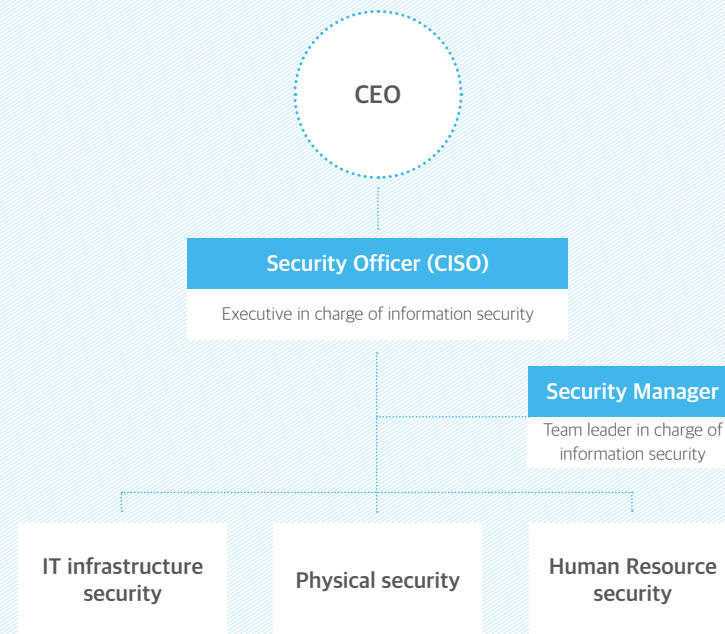 CEO
Security Officer (CISO)
Executive in charge of information security
Security Manager
Team leader in charge of
information security
IT infrastructure
security
Physical security
Human Resource
security